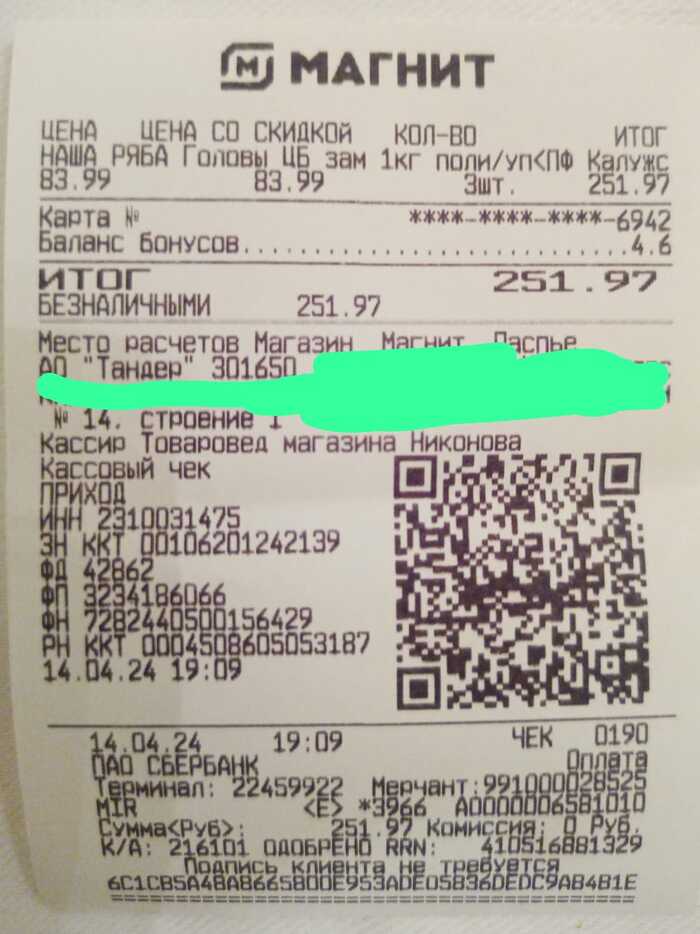 МАГНИТ
ЦЕНА ЦЕНА СО СКИДКОЙ КОЛ-ВО ИТОГ
НАША РЯБА Головы ЦБ зам 1кг поли/уп<ПФ Калужс
83.99 83.99 3шт. 251.97
Карта № ****-****-****-6942
Баланс бонусов.............................4.6
ИТОГ 251.97
БЕЗНАЛИЧНЫМИ 251.97
Место расчетов Магазин Магнит Ласпье
АО "Тандер" 301650
№ 14. строение 1
Кассир Товаровед магазина Никонова
Кассовый чек
ПРИХОД
ИНН 2310031475
ЗН ККТ 00106201242139
ФД 42862
ФП 3234186066
ФН 7282440500156429
РН ККТ 0004508605053187
14.04.24 19:09
14.04.24 19:09 ЧЕК 0190
ПАО СБЕРБАНК Оплата
Терминал: 22459922 Мерчант:991000028525
MIR <E> *3966 A0000006581010
Сумма<Руб>: 251.97 Комиссия: 0 Руб.
К/А: 216101 ОДОБРЕНО RRN: 410516881329
Подпись клиента не требуется
6C1CB5A48A86658D0E953ADE05836DEDC9AB4B1E